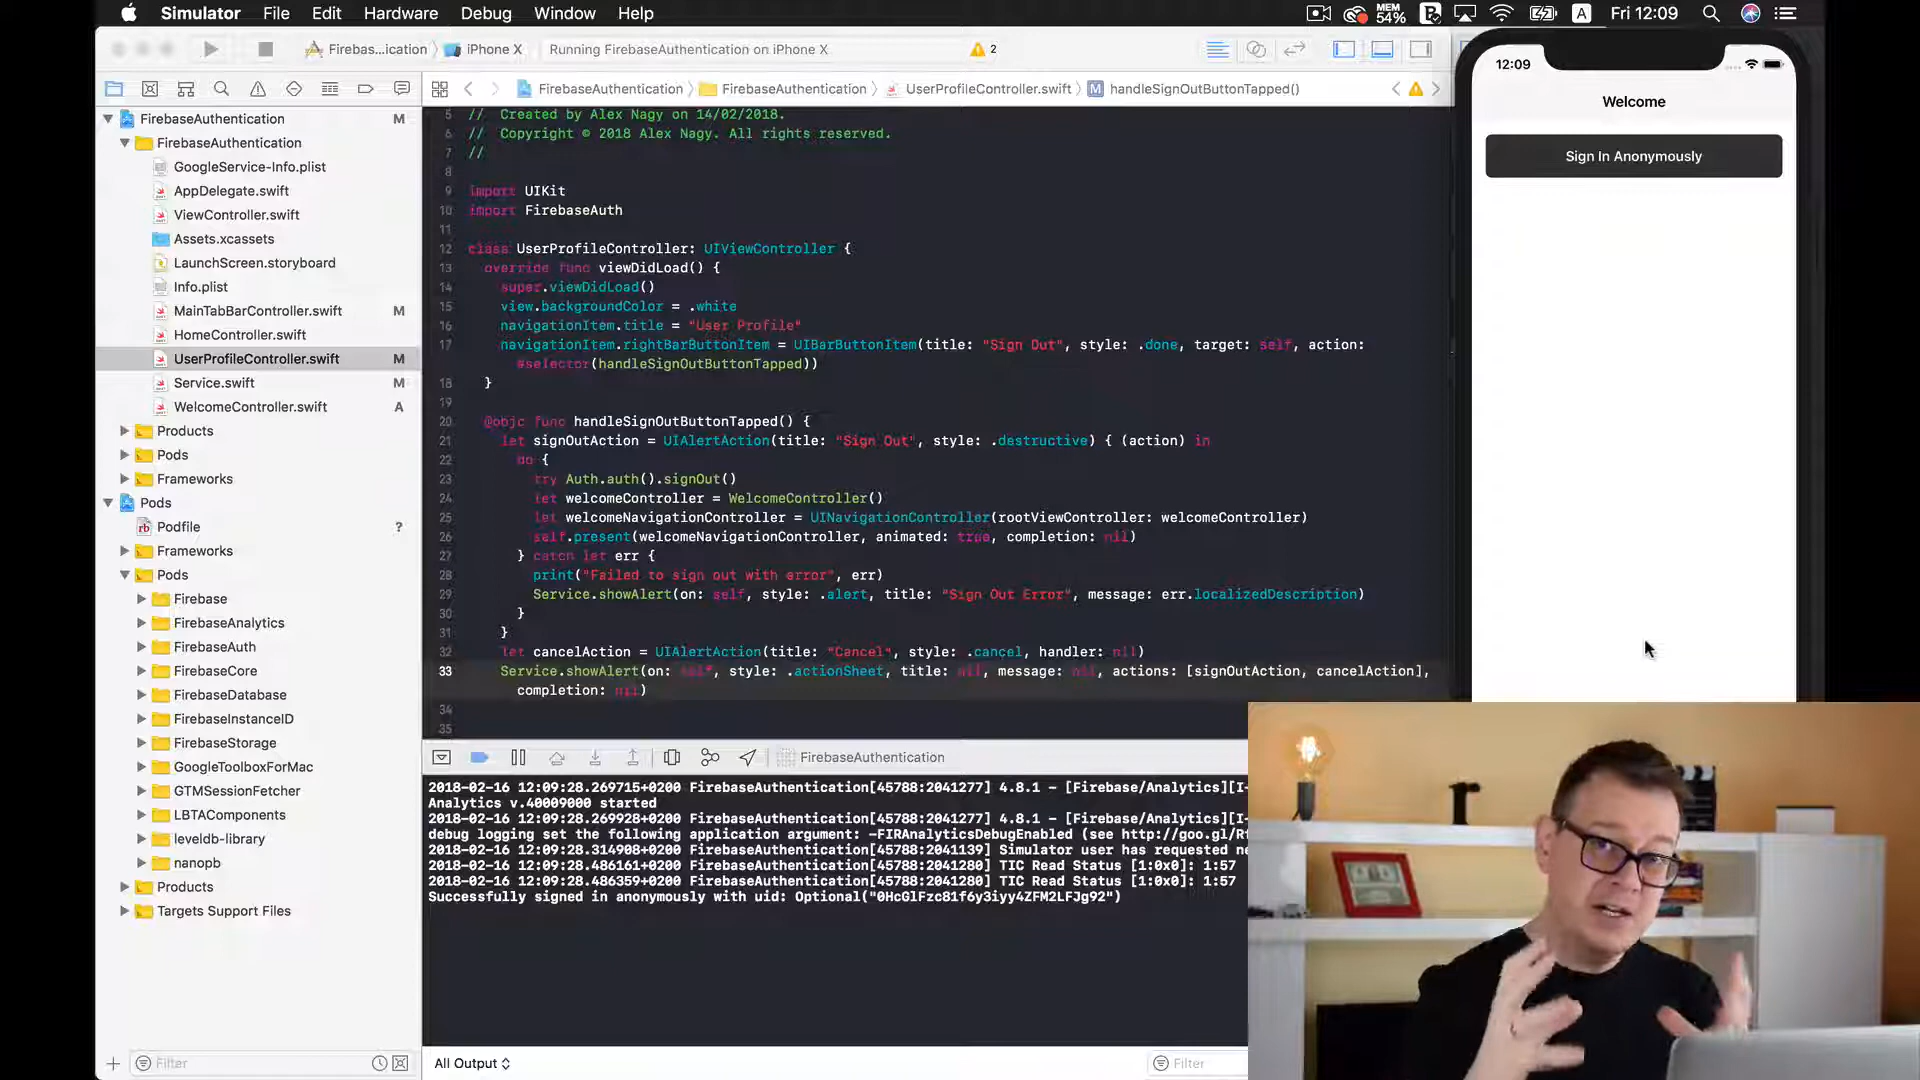 Simulator File Edit Hardware Debug Window Help MEM 54% A Fri 12:09
Firebas...ication iPhone X Running FirebaseAuthentication on iPhone X 2
FirebaseAuthentication FirebaseAuthentication UserProfileController.swift M handleSignOutButtonTapped()
FirebaseAuthentication M
FirebaseAuthentication
GoogleService-Info.plist
AppDelegate.swift
ViewController.swift
Assets.xcassets
LaunchScreen.storyboard
Info.plist
MainTabBarController.swift M
HomeController.swift
UserProfileController.swift M
Service.swift M
WelcomeController.swift A
Products
Pods
Frameworks
Pods
Podfile ?
Frameworks
Pods
Firebase
FirebaseAnalytics
FirebaseAuth
FirebaseCore
FirebaseDatabase
FirebaseInstanceID
FirebaseStorage
GoogleToolboxForMac
GTMSessionFetcher
LBTAComponents
leveldb-library
nanopb
Products
Targets Support Files
Filter
5 // Created by Alex Nagy on 14/02/2018.
6 // Copyright © 2018 Alex Nagy. All rights reserved.
7 //
8
9 import UIKit
10 import FirebaseAuth
11
12 class UserProfileController: UIViewController {
13 override func viewDidLoad() {
14 super.viewDidLoad()
15 view.backgroundColor = .white
16 navigationItem.title = "User Profile"
17 navigationItem.rightBarButtonItem = UIBarButtonItem(title: "Sign Out", style: .done, target: self, action:
#selector(handleSignOutButtonTapped))
18 }
19
20 @objc func handleSignOutButtonTapped() {
21 let signOutAction = UIAlertAction(title: "Sign Out", style: .destructive) { (action) in
22 do {
23 try Auth.auth().signOut()
24 let welcomeController = WelcomeController()
25 let welcomeNavigationController = UINavigationController(rootViewController: welcomeController)
26 self.present(welcomeNavigationController, animated: true, completion: nil)
27 } catch let err {
28 print("Failed to sign out with error", err)
29 Service.showAlert(on: self, style: .alert, title: "Sign Out Error", message: err.localizedDescription)
30 }
31 }
32 let cancelAction = UIAlertAction(title: "Cancel", style: .cancel, handler: nil)
33 Service.showAlert(on: self, style: .actionSheet, title: nil, message: nil, actions: [signOutAction, cancelAction],
completion: nil)
34
35
FirebaseAuthentication
2018-02-16 12:09:28.269715+0200 FirebaseAuthentication[45788:2041277] 4.8.1 - [Firebase/Analytics][I-
Analytics v.40009000 started
2018-02-16 12:09:28.269928+0200 FirebaseAuthentication[45788:2041277] 4.8.1 - [Firebase/Analytics][I-
debug logging set the following application argument: -FIRAnalyticsDebugEnabled (see http://goo.gl/Rf
2018-02-16 12:09:28.314908+0200 FirebaseAuthentication[45788:2041139] Simulator user has requested ne
2018-02-16 12:09:28.486161+0200 FirebaseAuthentication[45788:2041280] TIC Read Status [1:0x0]: 1:57
2018-02-16 12:09:28.486359+0200 FirebaseAuthentication[45788:2041280] TIC Read Status [1:0x0]: 1:57
Successfully signed in anonymously with uid: Optional("0HcGlFzc81f6y3iyy4ZFM2LFJg92")
All Output
Filter
12:09
Welcome
Sign In Anonymously